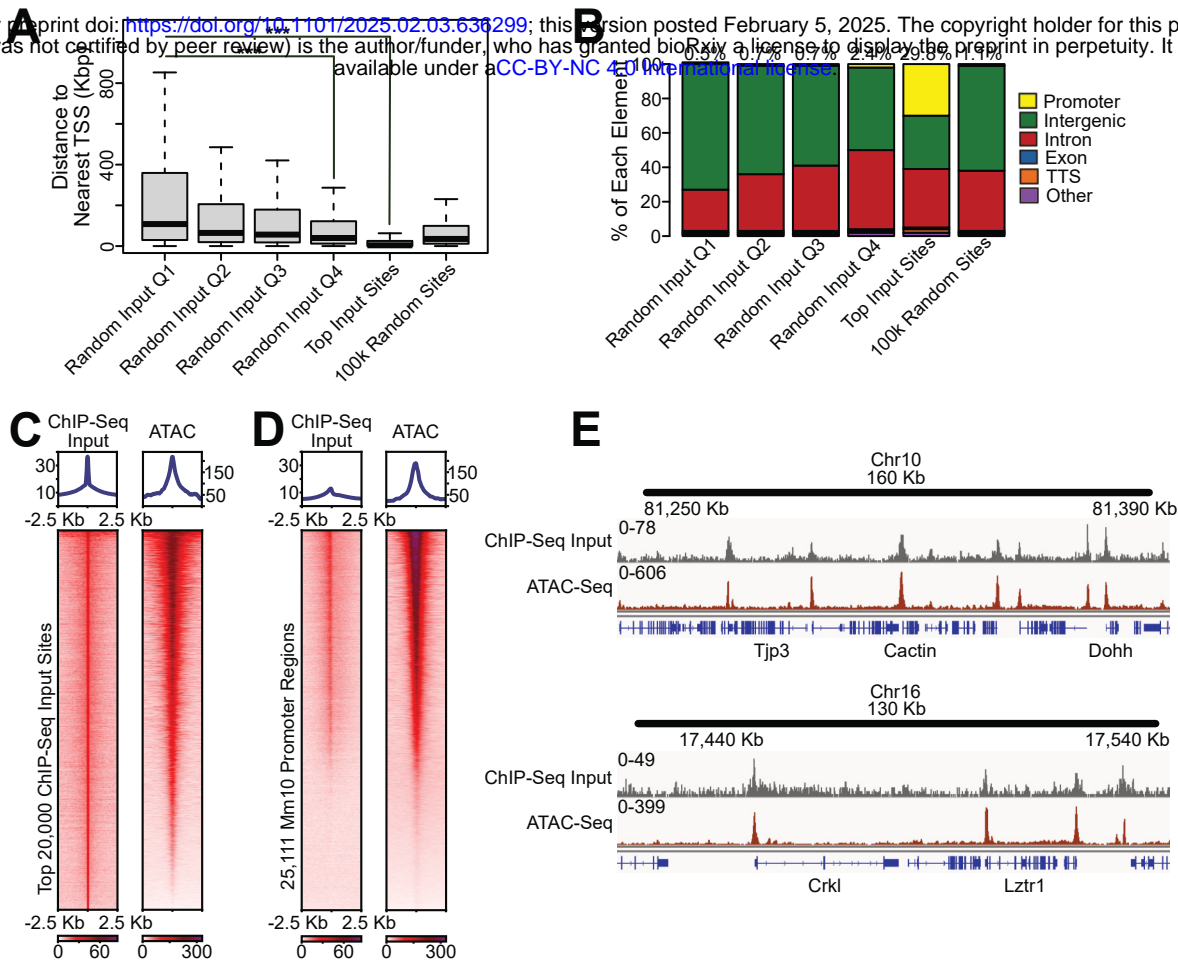 preprint doi: https://doi.org/10.1101/2025.02.03.636299; this version posted February 5, 2025. The copyright holder for this p
was not certified by peer review) is the author/funder, who has granted bioRxiv a license to display the preprint in perpetuity. It
available under aCC-BY-NC 4.0 International license.
A
***
***
Distance to
Nearest TSS (Kbp)
800
400
0
Random Input Q1
Random Input Q2
Random Input Q3
Random Input Q4
Top Input Sites
100k Random Sites
B
0.5% 0.7% 0.7% 2.4% 29.8% 1.1%
% of Each Element
100
80
60
40
20
0
Random Input Q1
Random Input Q2
Random Input Q3
Random Input Q4
Top Input Sites
100k Random Sites
Promoter
Intergenic
Intron
Exon
TTS
Other
C
ChIP-Seq
Input
ATAC
30
10
150
50
-2.5 Kb 2.5 Kb
Top 20,000 ChIP-Seq Input Sites
-2.5 Kb 2.5 Kb
0 60 0 300
D
ChIP-Seq
Input
ATAC
30
10
150
50
-2.5 Kb 2.5 Kb
25,111 Mm10 Promoter Regions
-2.5 Kb 2.5 Kb
0 60 0 300
E
Chr10
160 Kb
81,250 Kb 81,390 Kb
0-78
ChIP-Seq Input
0-606
ATAC-Seq
Tjp3 Cactin Dohh
Chr16
130 Kb
17,440 Kb 17,540 Kb
0-49
ChIP-Seq Input
0-399
ATAC-Seq
Crkl Lztr1